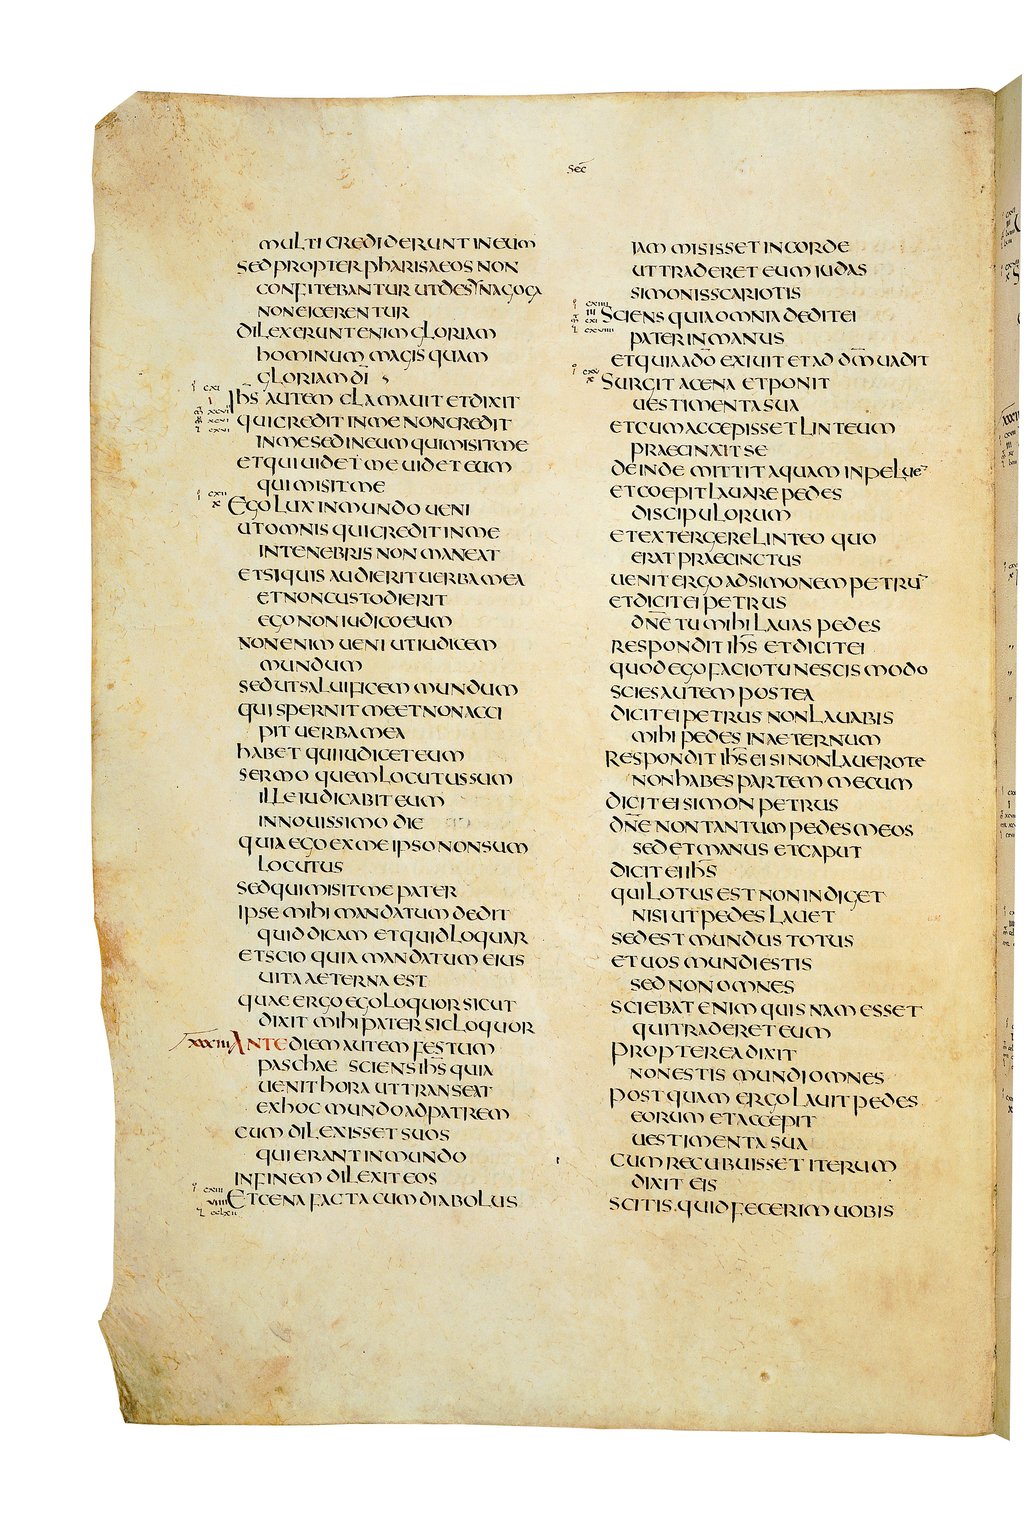 sec̄
MULTI CREDIDERUNT IN EUM
SED PROPTER PHARISAEOS NON
CONFITEBANTUR UT DE SYNAGOGA
NON EICERENTUR
DILEXERUNT ENIM GLORIAM
HOMINUM MAGIS QUAM
GLORIAM DĪ
IHS̄ AUTEM CLAMAUIT ET DIXIT
QUI CREDIT IN ME NON CREDIT
IN ME SED IN EUM QUI MISIT ME
ET QUI UIDET ME UIDET EUM
QUI MISIT ME
EGO LUX IN MUNDO UENI
UT OMNIS QUI CREDIT IN ME
IN TENEBRIS NON MANEAT
ET SI QUIS AUDIERIT UERBA MEA
ET NON CUSTODIERIT
EGO NON IUDICO EUM
NON ENIM UENI UT IUDICEM
MUNDUM
SED UT SALUIFICEM MUNDUM
QUI SPERNIT ME ET NON ACCI
PIT UERBA MEA
HABET QUI IUDICET EUM
SERMO QUEM LOCUTUS SUM
ILLE IUDICABIT EUM
IN NOUISSIMO DIE
QUIA EGO EX ME IPSO NON SUM
LOCUTUS
SED QUI MISIT ME PATER
IPSE MIHI MANDATUM DEDIT
QUID DICAM ET QUID LOQUAR
ET SCIO QUIA MANDATUM EIUS
UITA AETERNA EST
QUAE ERGO EGO LOQUOR SICUT
DIXIT MIHI PATER SIC LOQUOR
XXXIII ANTE DIEM AUTEM FESTUM
PASCHAE SCIENS IHS̄ QUIA
UENIT HORA UT TRANSEAT
EX HOC MUNDO AD PATREM
CUM DILEXISSET SUOS
QUI ERANT IN MUNDO
IN FINEM DILEXIT EOS
ET CENA FACTA CUM DIABOLUS
IAM MISISSET IN CORDE
UT TRADERET EUM IUDAS
SIMONIS SCARIOTIS
SCIENS QUIA OMNIA DEDIT EI
PATER IN MANUS
ET QUIA A DŌ EXIUIT ET AD DM̄ UADIT
SURGIT A CENA ET PONIT
UESTIMENTA SUA
ET CUM ACCEPISSET LINTEUM
PRAECINXIT SE
DEINDE MITTIT AQUAM IN PELUE¯
ET COEPIT LAUARE PEDES
DISCIPULORUM
ET EXTERGERE LINTEO QUO
ERAT PRAECINCTUS
UENIT ERGO AD SIMONEM PETRU¯
ET DICIT EI PETRUS
DN̄E TU MIHI LAUAS PEDES
RESPONDIT IHS̄ ET DICIT EI
QUOD EGO FACIO TU NESCIS MODO
SCIES AUTEM POSTEA
DICIT EI PETRUS NON LAUABIS
MIHI PEDES IN AETERNUM
RESPONDIT IHS̄ EI SI NON LAUERO TE
NON HABES PARTEM MECUM
DICIT EI SIMON PETRUS
DN̄E NON TANTUM PEDES MEOS
SED ET MANUS ET CAPUT
DICIT EI IHS̄
QUI LOTUS EST NON INDIGET
NISI UT PEDES LAUET
SED EST MUNDUS TOTUS
ET UOS MUNDI ESTIS
SED NON OMNES
SCIEBAT ENIM QUISNAM ESSET
QUI TRADERET EUM
PROPTEREA DIXIT
NON ESTIS MUNDI OMNES
POSTQUAM ERGO LAUIT PEDES
EORUM ET ACCEPIT
UESTIMENTA SUA
CUM RECUBUISSET ITERUM
DIXIT EIS
SCITIS QUID FECERIM UOBIS